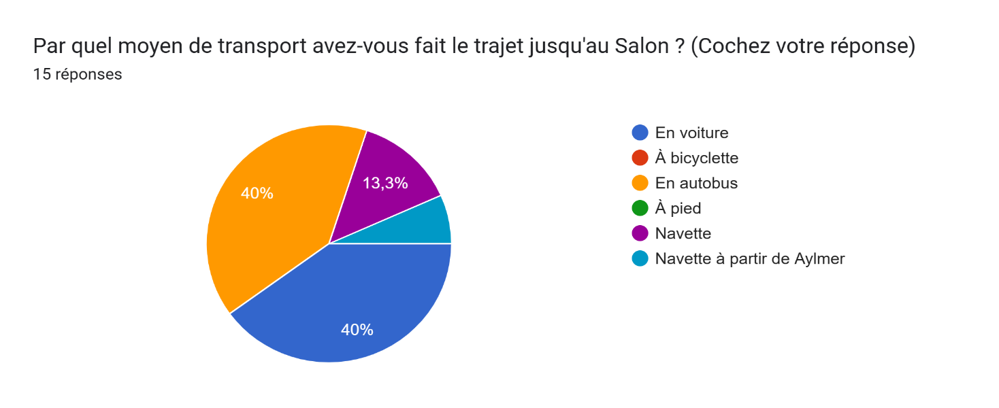 Par quel moyen de transport avez-vous fait le trajet jusqu'au Salon ? (Cochez votre réponse)
15 réponses
En voiture
À bicyclette
En autobus
À pied
Navette
Navette à partir de Aylmer
13,3%
40%
40%